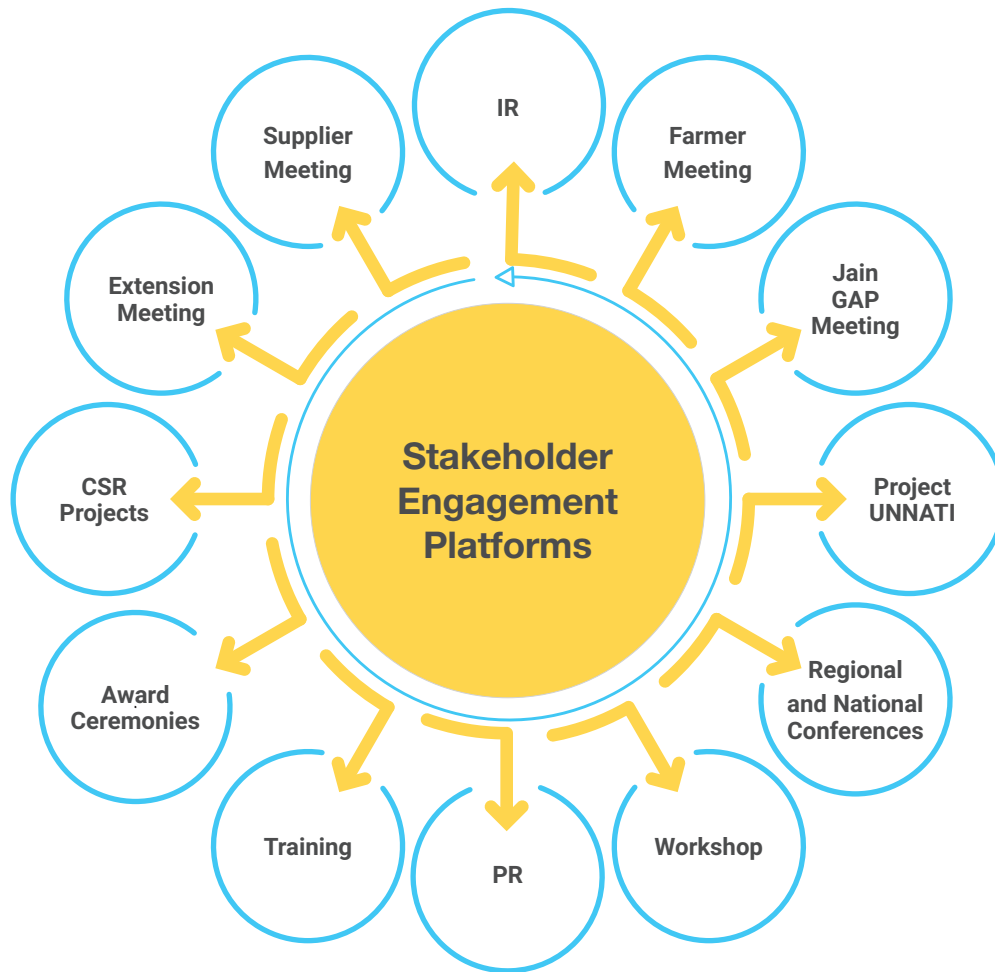 IR
Farmer
Meeting
Jain
GAP
Meeting
Project
UNNATI
Regional
and National
Conferences
Workshop
PR
Training
Award
Ceremonies
CSR
Projects
Extension
Meeting
Supplier
Meeting
Stakeholder
Engagement
Platforms